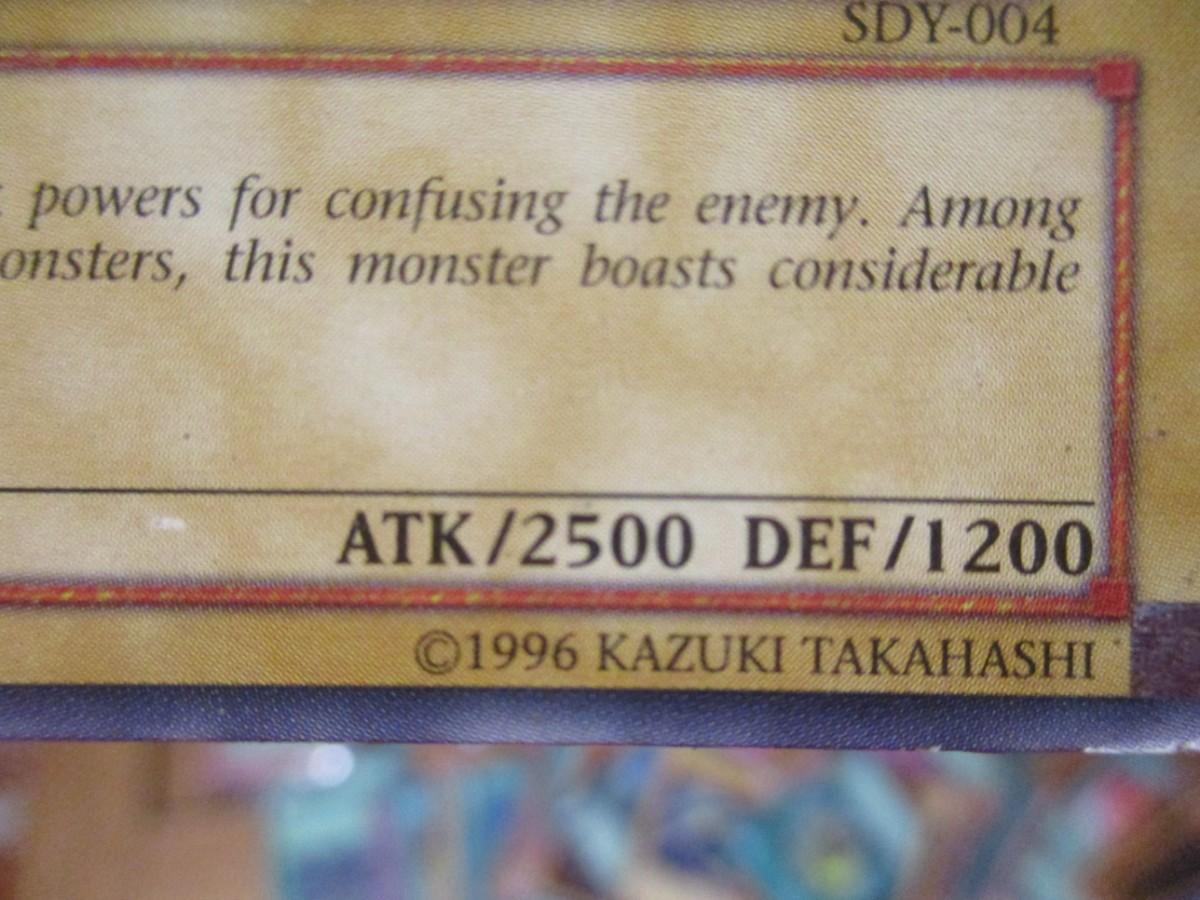 SDY-004
powers for confusing the enemy. Among
onsters, this monster boasts considerable
ATK/2500 DEF/1200
©1996 KAZUKI TAKAHASHI